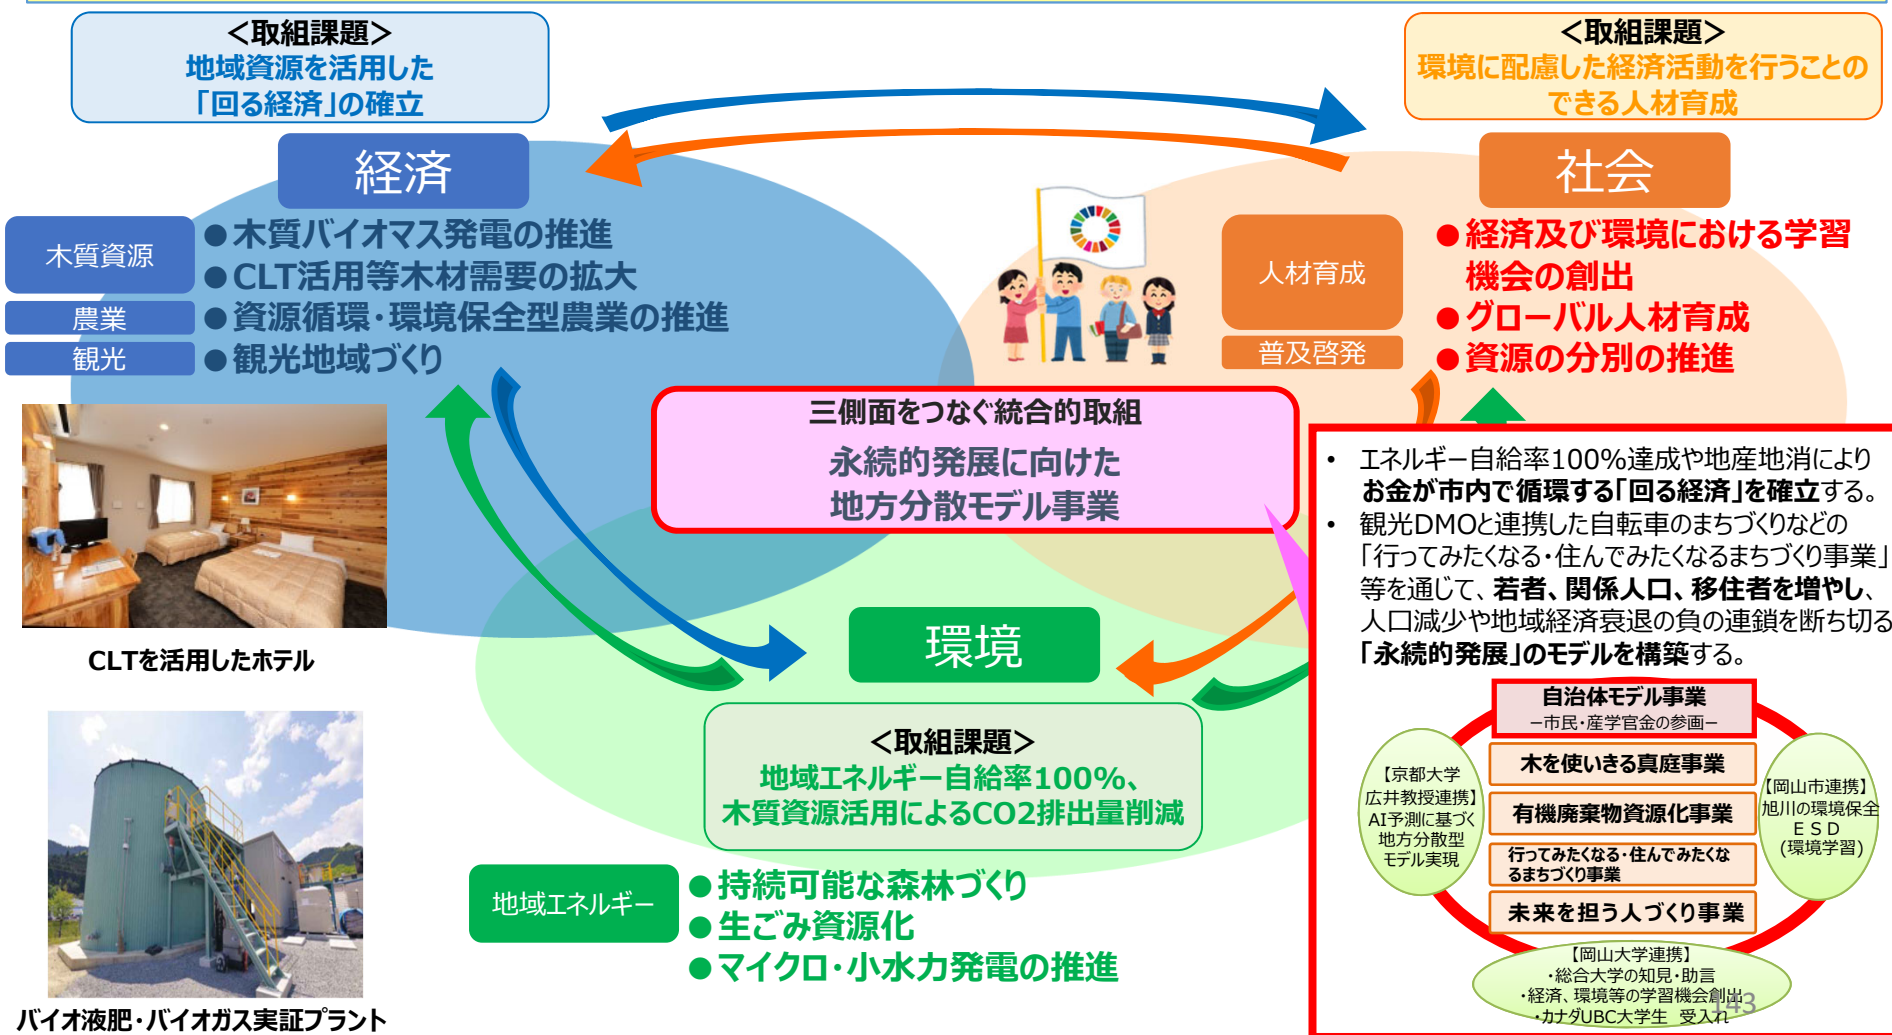 ＜取組課題＞
地域資源を活用した
「回る経済」の確立
＜取組課題＞
環境に配慮した経済活動を行うことの
できる人材育成
経済
社会
木質資源
●木質バイオマス発電の推進
●CLT活用等木材需要の拡大
農業
●資源循環・環境保全型農業の推進
観光
●観光地域づくり
人材育成
●経済及び環境における学習
機会の創出
●グローバル人材育成
普及啓発
●資源の分別の推進
三側面をつなぐ統合的取組
永続的発展に向けた
地方分散モデル事業
CLTを活用したホテル
バイオ液肥・バイオガス実証プラント
環境
＜取組課題＞
地域エネルギー自給率100%、
木質資源活用によるCO2排出量削減
地域エネルギー
●持続可能な森林づくり
●生ごみ資源化
●マイクロ・小水力発電の推進
• エネルギー自給率100％達成や地産地消により
お金が市内で循環する「回る経済」を確立する。
• 観光DMOと連携した自転車のまちづくりなどの
「行ってみたくなる・住んでみたくなるまちづくり事業」
等を通じて、若者、関係人口、移住者を増やし、
人口減少や地域経済衰退の負の連鎖を断ち切る
「永続的発展」のモデルを構築する。
自治体モデル事業
－市民・産学官金の参画－
木を使いきる真庭事業
有機廃棄物資源化事業
行ってみたくなる・住んでみたくな
るまちづくり事業
未来を担う人づくり事業
【京都大学
広井教授連携】
AI予測に基づく
地方分散型
モデル実現
【岡山市連携】
旭川の環境保全
ＥＳＤ
(環境学習)
【岡山大学連携】
・総合大学の知見・助言
・経済、環境等の学習機会創出
・カナダUBC大学生　受入れ
143